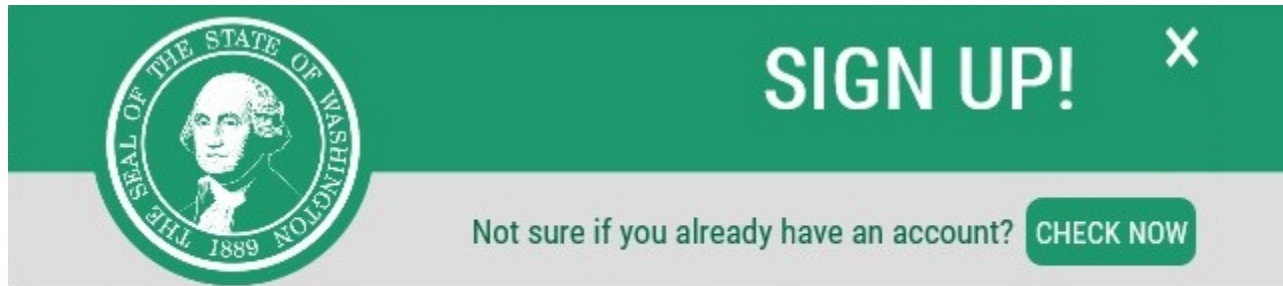 THE SEAL OF THE STATE OF WASHINGTON
1889
SIGN UP!
X
Not sure if you already have an account? CHECK NOW